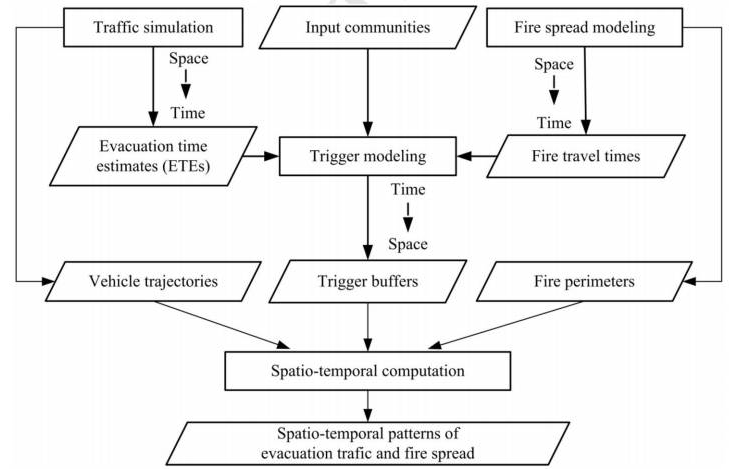 Traffic simulation
Input communities
Fire spread modeling
Space
Time
Space
Time
Evacuation time
estimates (ETEs)
Trigger modeling
Fire travel times
Time
Space
Vehicle trajectories
Trigger buffers
Fire perimeters
Spatio-temporal computation
Spatio-temporal patterns of
evacuation trafic and fire spread